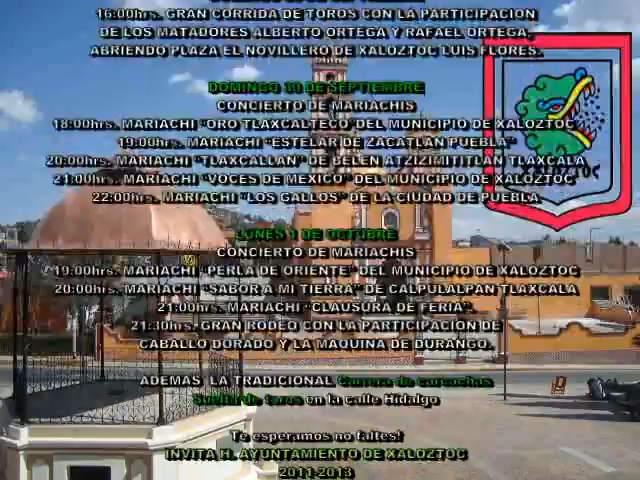 16:00hrs. GRAN CORRIDA DE TOROS CON LA PARTICIPACION
DE LOS MATADORES ALBERTO ORTEGA Y RAFAEL ORTEGA,
ABRIENDO PLAZA EL NOVILLERO DE XALOZTOC LUIS FLORES.
DOMINGO 30 DE SEPTIEMBRE
CONCIERTO DE MARIACHIS
18:00hrs. MARIACHI "ORO TLAXCALTECO" DEL MUNICIPIO DE XALOZTOC
19:00hrs. MARIACHI "ESTELAR DE ZACATLAN PUEBLA"
20:00hrs. MARIACHI "TLAXCALLAN" DE BELEN ATZIZIMITITLAN TLAXCALA
21:00hrs. MARIACHI "VOCES DE MEXICO" DEL MUNICIPIO DE XALOZTOC
22:00hrs. MARIACHI "LOS GALLOS" DE LA CIUDAD DE PUEBLA.
LUNES 1 DE OCTUBRE
CONCIERTO DE MARIACHIS
19:00hrs. MARIACHI "PERLA DE ORIENTE" DEL MUNICIPIO DE XALOZTOC
20:00hrs. MARIACHI "SABOR A MI TIERRA" DE CALPULALPAN TLAXCALA
21:00hrs. MARIACHI "CLAUSURA DE FERIA".
21:30hrs. GRAN RODEO CON LA PARTICIPACION DE
CABALLO DORADO Y LA MAQUINA DE DURANGO.
ADEMAS LA TRADICIONAL Carrera de carcachas
Suelta de toros en la calle Hidalgo
Te esperamos no faltes!
INVITA H. AYUNTAMIENTO DE XALOZTOC
2011-2013